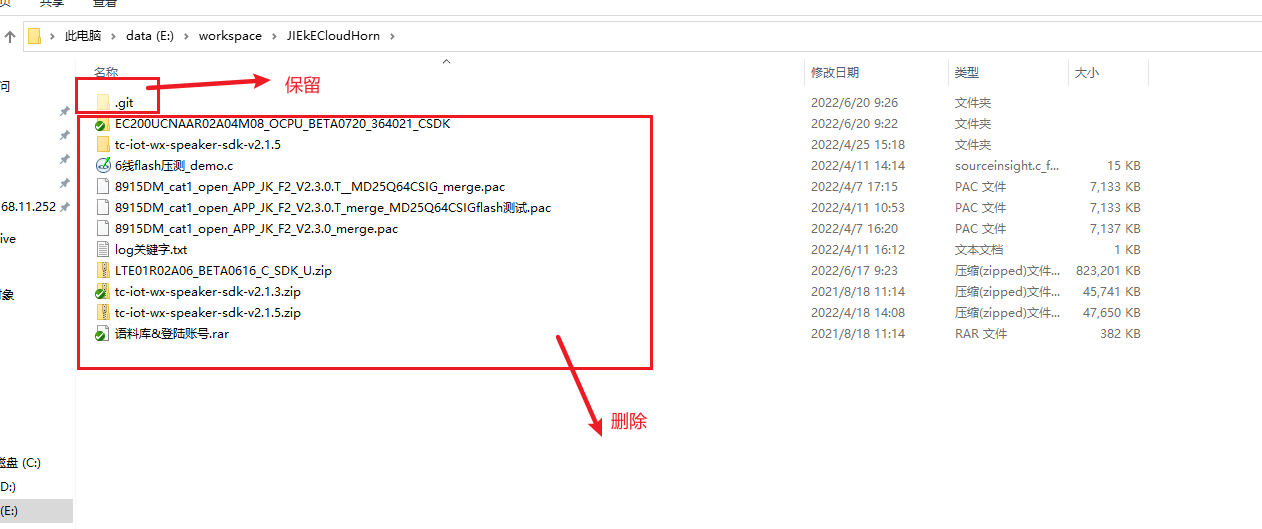 共享 查看
此电脑 > data (E:) > workspace > JIEkECloudHorn >
名称 修改日期 类型 大小
.git 2022/6/20 9:26 文件夹
保留
EC200UCNAAR02A04M08_OCPU_BETA0720_364021_CSDK 2022/6/20 9:22 文件夹
tc-iot-wx-speaker-sdk-v2.1.5 2022/4/25 15:18 文件夹
6线flash压测_demo.c 2022/4/11 14:14 sourceinsight.c_f... 15 KB
8915DM_cat1_open_APP_JK_F2_V2.3.0.T__MD25Q64CSIG_merge.pac 2022/4/7 17:15 PAC 文件 7,133 KB
8915DM_cat1_open_APP_JK_F2_V2.3.0.T_merge_MD25Q64CSIGflash测试.pac 2022/4/11 10:53 PAC 文件 7,133 KB
8915DM_cat1_open_APP_JK_F2_V2.3.0_merge.pac 2022/4/7 16:20 PAC 文件 7,137 KB
log关键字.txt 2022/4/11 16:12 文本文档 1 KB
LTE01R02A06_BETA0616_C_SDK_U.zip 2022/6/17 9:23 压缩(zipped)文件... 823,201 KB
tc-iot-wx-speaker-sdk-v2.1.3.zip 2021/8/18 11:14 压缩(zipped)文件... 45,741 KB
tc-iot-wx-speaker-sdk-v2.1.5.zip 2022/4/18 14:08 压缩(zipped)文件... 47,650 KB
语料库&登陆账号.rar 2021/8/18 11:14 RAR 文件 382 KB
删除
问
68.11.252
ive
对象
磁盘 (C:)
D:)
(E:)